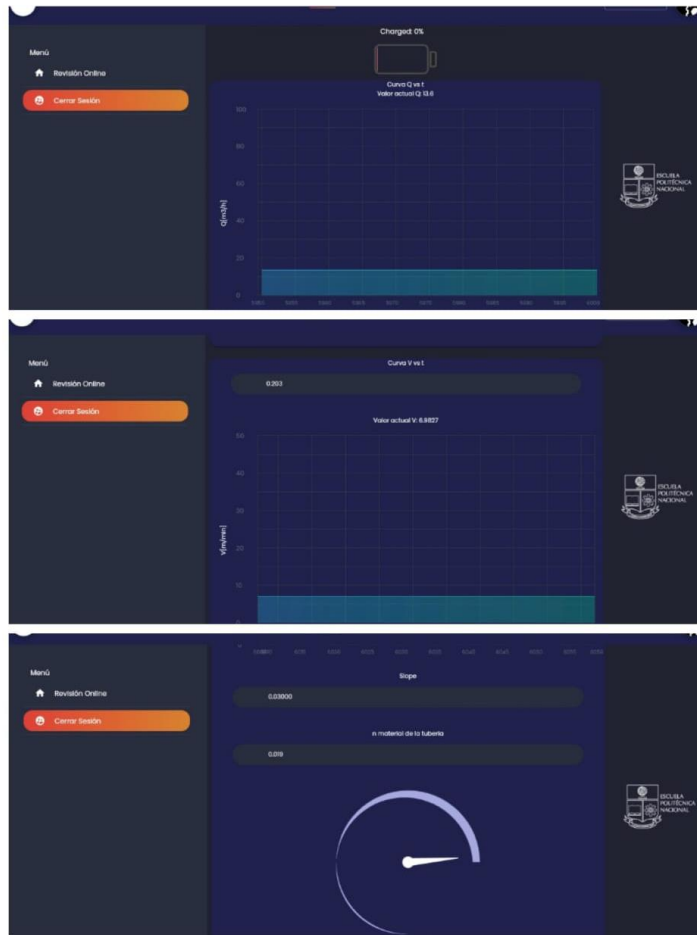 Charged: 0%
Menú
Revisión Online
Cerrar Sesión
Curva Q vs t
Valor actual Q: 13.6
100
80
60
40
20
0
Q[m3/h]
ESCUELA
POLITÉCNICA
NACIONAL
Menú
Revisión Online
Cerrar Sesión
Curva V vs t
0.203
Valor actual V: 6.9827
50
40
30
20
10
0
V[m/min]
ESCUELA
POLITÉCNICA
NACIONAL
Menú
Revisión Online
Cerrar Sesión
Slope
0.03000
n material de la tuberia
0.019
ESCUELA
POLITÉCNICA
NACIONAL